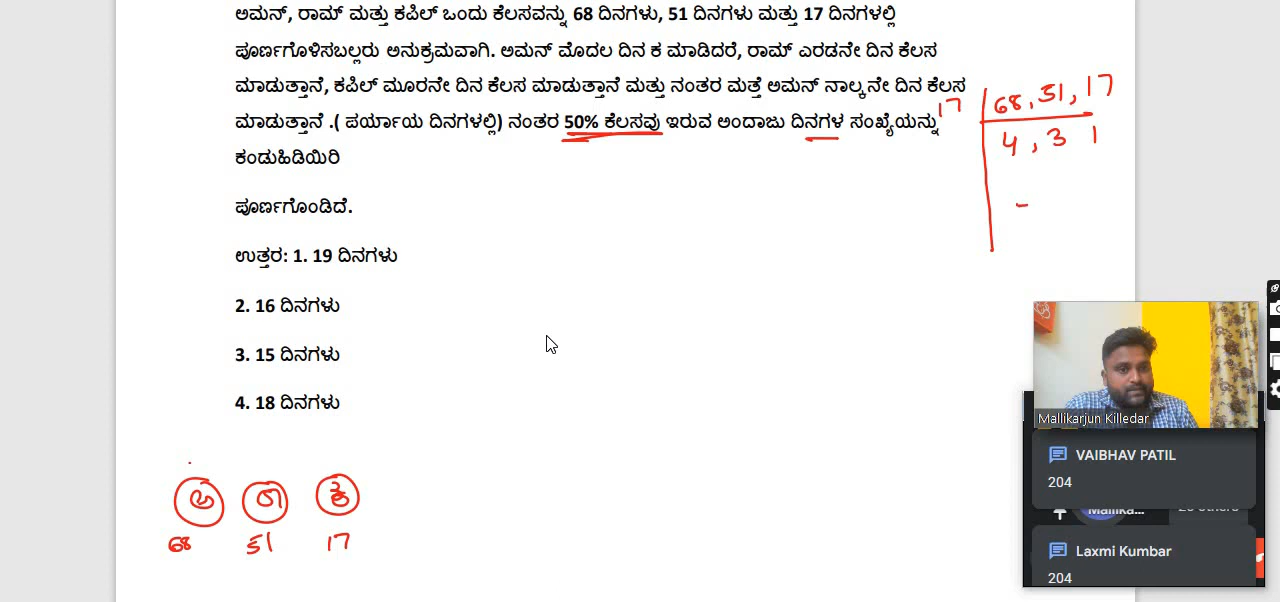 ಅಮನ್, ರಾಮ್ ಮತ್ತು ಕಪಿಲ್ ಒಂದು ಕೆಲಸವನ್ನು 68 ದಿನಗಳು, 51 ದಿನಗಳು ಮತ್ತು 17 ದಿನಗಳಲ್ಲಿ
ಪೂರ್ಣಗೊಳಿಸಬಲ್ಲರು ಅನುಕ್ರಮವಾಗಿ. ಅಮನ್ ಮೊದಲ ದಿನ ಕ ಮಾಡಿದರೆ, ರಾಮ್ ಎರಡನೇ ದಿನ ಕೆಲಸ
ಮಾಡುತ್ತಾನೆ, ಕಪಿಲ್ ಮೂರನೇ ದಿನ ಕೆಲಸ ಮಾಡುತ್ತಾನೆ ಮತ್ತು ನಂತರ ಮತ್ತೆ ಅಮನ್ ನಾಲ್ಕನೇ ದಿನ ಕೆಲಸ
ಮಾಡುತ್ತಾನೆ .( ಪರ್ಯಾಯ ದಿನಗಳಲ್ಲಿ) ನಂತರ 50% ಕೆಲಸವು ಇರುವ ಅಂದಾಜು ದಿನಗಳ ಸಂಖ್ಯೆಯನ್ನು
ಕಂಡುಹಿಡಿಯಿರಿ
17 68, 51, 17
4, 3 1
ಪೂರ್ಣಗೊಂಡಿದೆ.
ಉತ್ತರ: 1. 19 ದಿನಗಳು
2. 16 ದಿನಗಳು
3. 15 ದಿನಗಳು
4. 18 ದಿನಗಳು
ಅ ರಾ ಕ
68 51 17
Mallikarjun Killedar
VAIBHAV PATIL
204
Mallika...
Laxmi Kumbar
204